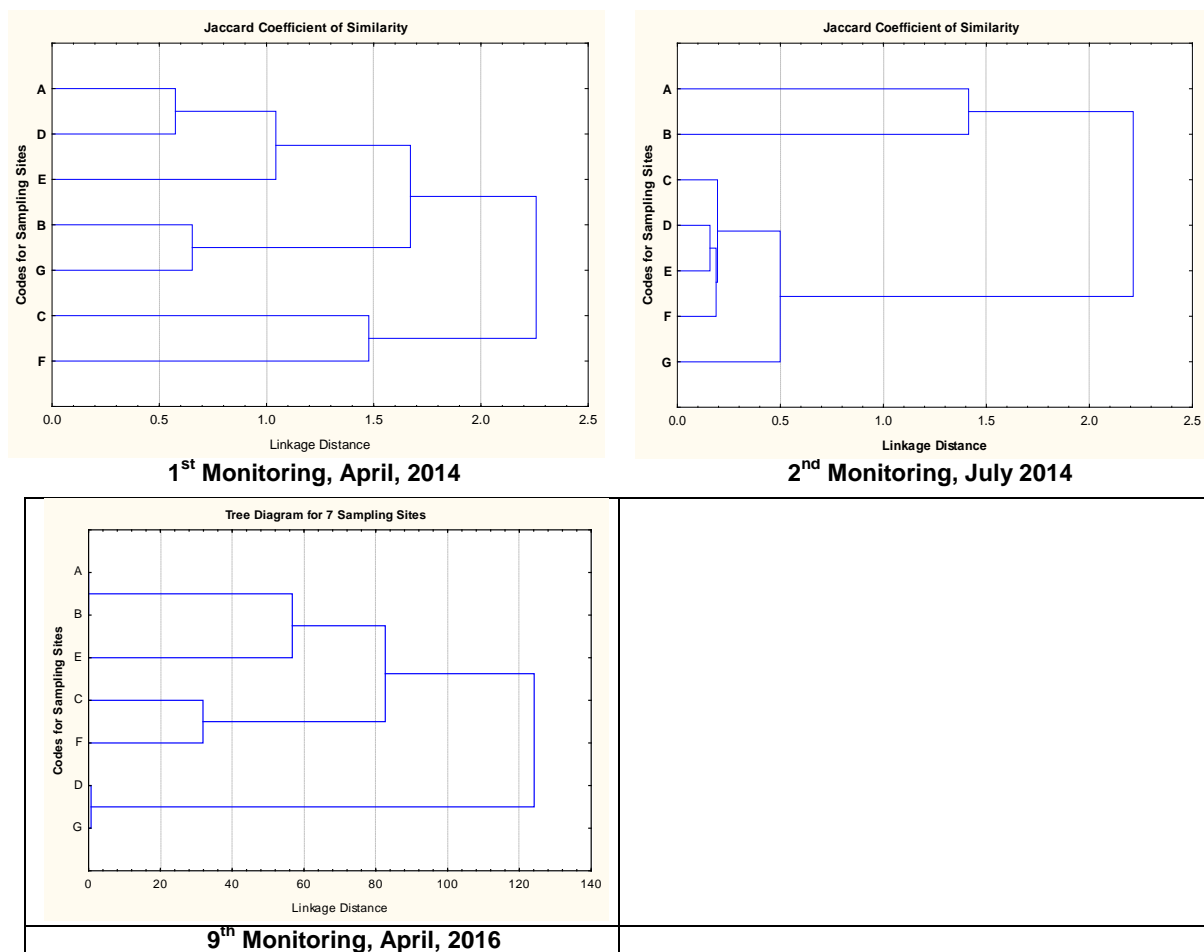 Jaccard Coefficient of Similarity
Codes for Sampling Sites
A
D
E
B
G
C
F
0.0 0.5 1.0 1.5 2.0 2.5
Linkage Distance
1st Monitoring, April, 2014
Jaccard Coefficient of Similarity
Codes for Sampling Sites
A
B
C
D
E
F
G
0.0 0.5 1.0 1.5 2.0 2.5
Linkage Distance
2nd Monitoring, July 2014
Tree Diagram for 7 Sampling Sites
Codes for Sampling Sites
A
B
E
C
F
D
G
0 20 40 60 80 100 120 140
Linkage Distance
9th Monitoring, April, 2016